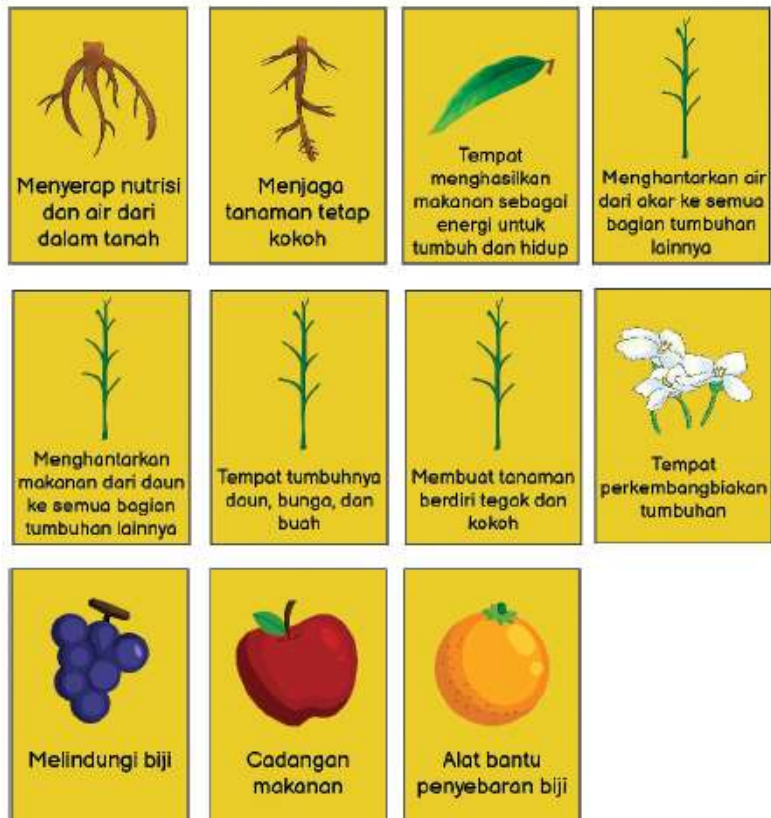 Menyerap nutrisi
dan air dari
dalam tanah
Menjaga
tanaman tetap
kokoh
Tempat
menghasilkan
makanan sebagai
energi untuk
tumbuh dan hidup
Menghantarkan air
dari akar ke semua
bagian tumbuhan
lainnya
Menghantarkan
makanan dari daun
ke semua bagian
tumbuhan lainnya
Tempat tumbuhnya
daun, bunga, dan
buah
Membuat tanaman
berdiri tegak dan
kokoh
Tempat
perkembangbiakan
tumbuhan
Melindungi biji
Cadangan
makanan
Alat bantu
penyebaran biji